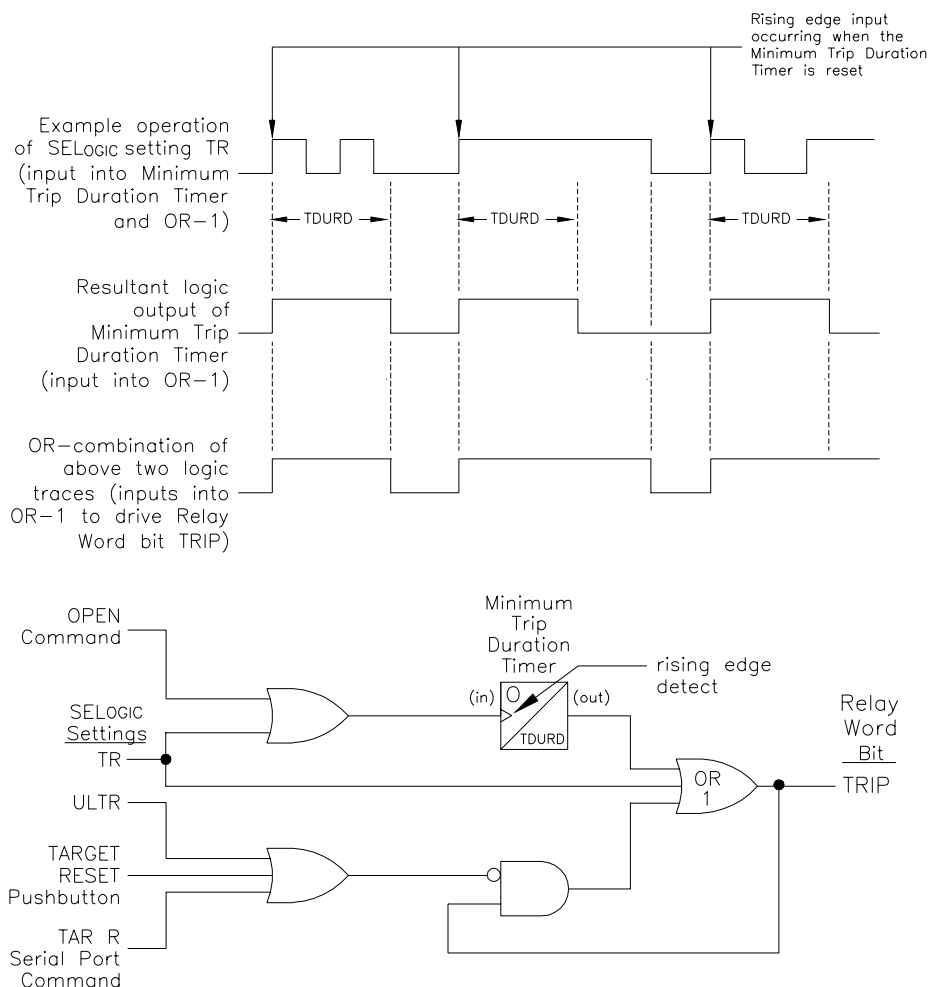 Rising edge input
occurring when the
Minimum Trip Duration
Timer is reset
Example operation
of SELOGIC setting TR
(input into Minimum
Trip Duration Timer
and OR-1)
TDURD
TDURD
TDURD
Resultant logic
output of
Minimum Trip
Duration Timer
(input into OR-1)
OR-combination of
above two logic
traces (inputs into
OR-1 to drive Relay
Word bit TRIP)
OPEN
Command
SELOGIC
Settings
TR
ULTR
TARGET
RESET
Pushbutton
TAR R
Serial Port
Command
Minimum
Trip
Duration
Timer
(in)
O
TDURD
(out)
rising edge
detect
OR
1
Relay
Word
Bit
TRIP